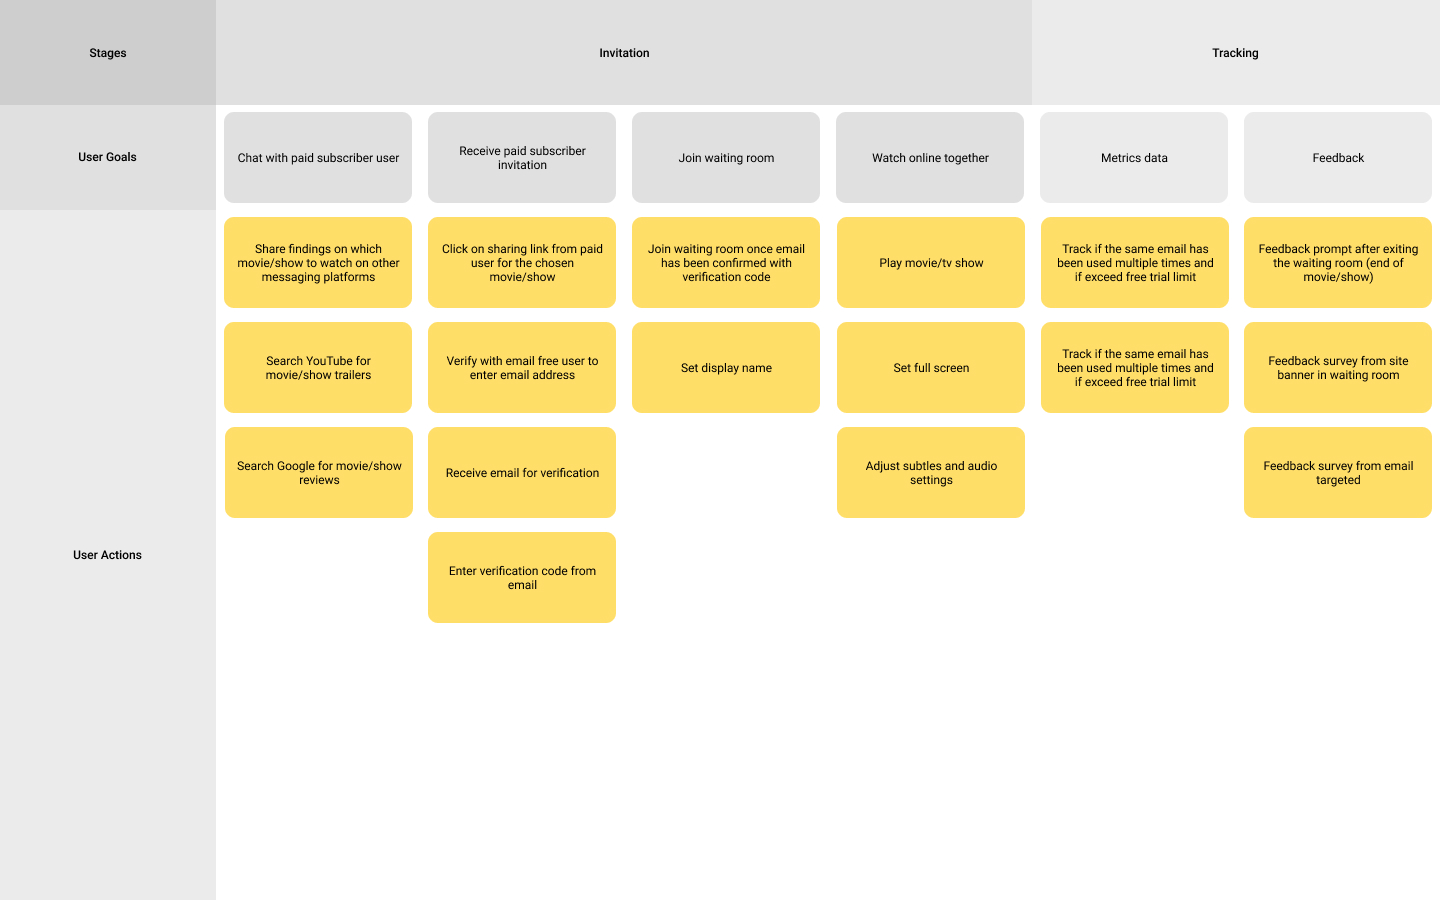 Stages
Invitation
Tracking
User Goals
Chat with paid subscriber user
Receive paid subscriber
invitation
Join waiting room
Watch online together
Metrics data
Feedback
User Actions
Share findings on which
movie/show to watch on other
messaging platforms
Click on sharing link from paid
user for the chosen
movie/show
Join waiting room once email
has been confirmed with
verification code
Play movie/tv show
Track if the same email has
been used multiple times and
if exceed free trial limit
Feedback prompt after exiting
the waiting room (end of
movie/show)
Search YouTube for
movie/show trailers
Verify with email free user to
enter email address
Set display name
Set full screen
Track if the same email has
been used multiple times and
if exceed free trial limit
Feedback survey from site
banner in waiting room
Search Google for movie/show
reviews
Receive email for verification
Adjust subtles and audio
settings
Feedback survey from email
targeted
Enter verification code from
email